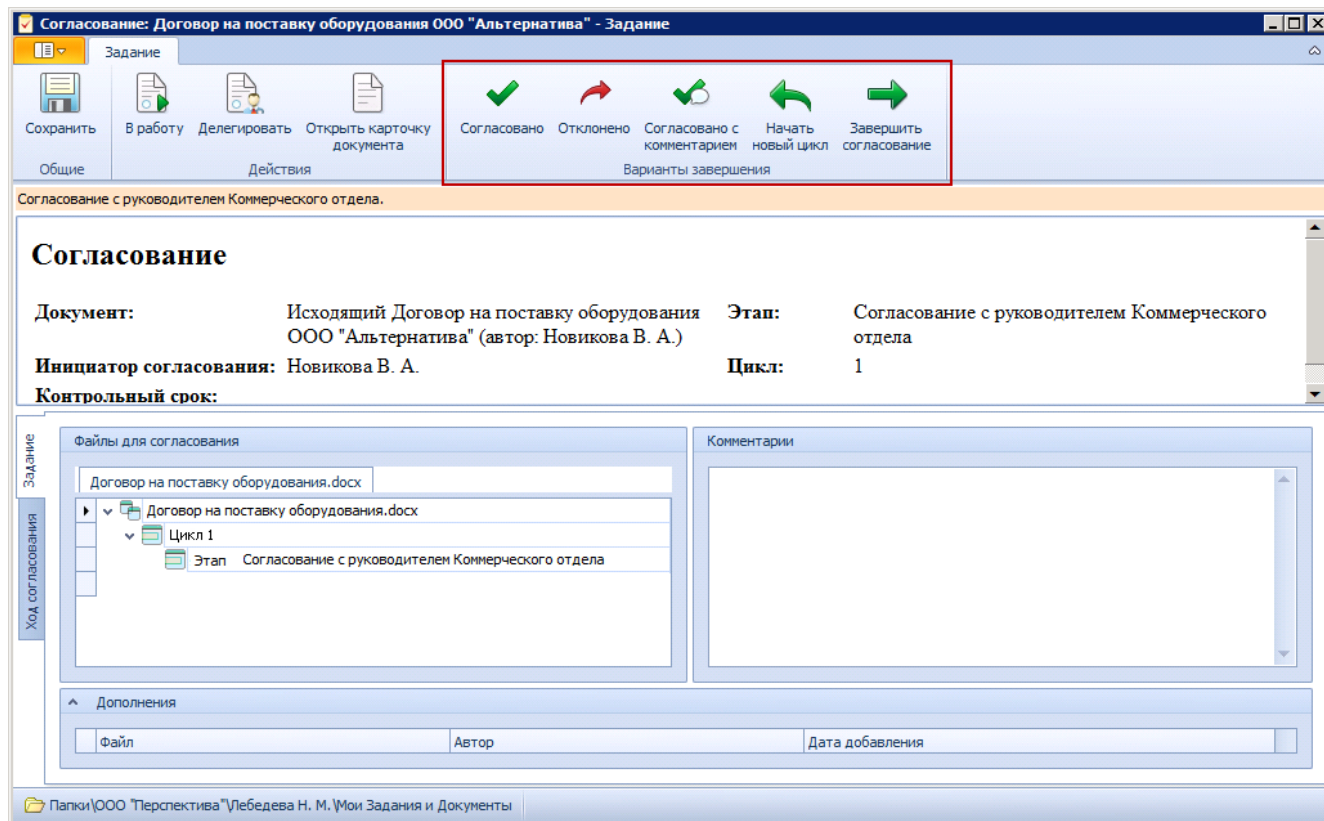 Согласование: Договор на поставку оборудования ООО "Альтернатива" - Задание
Задание
Сохранить
В работу
Делегировать
Открыть карточку
документа
Согласовано
Отклонено
Согласовано с
комментарием
Начать
новый цикл
Завершить
согласование
Общие
Действия
Варианты завершения
Согласование с руководителем Коммерческого отдела.
Согласование
Документ:
Исходящий Договор на поставку оборудования
ООО "Альтернатива" (автор: Новикова В. А.)
Этап:
Согласование с руководителем Коммерческого
отдела
Инициатор согласования: Новикова В. А.
Цикл: 1
Контрольный срок:
Задание
Ход согласования
Файлы для согласования
Договор на поставку оборудования.docx
Договор на поставку оборудования.docx
Цикл 1
Этап Согласование с руководителем Коммерческого отдела
Комментарии
Дополнения
Файл Автор Дата добавления
Папки\ООО "Перспектива"\Лебедева Н. М.\Мои Задания и Документы